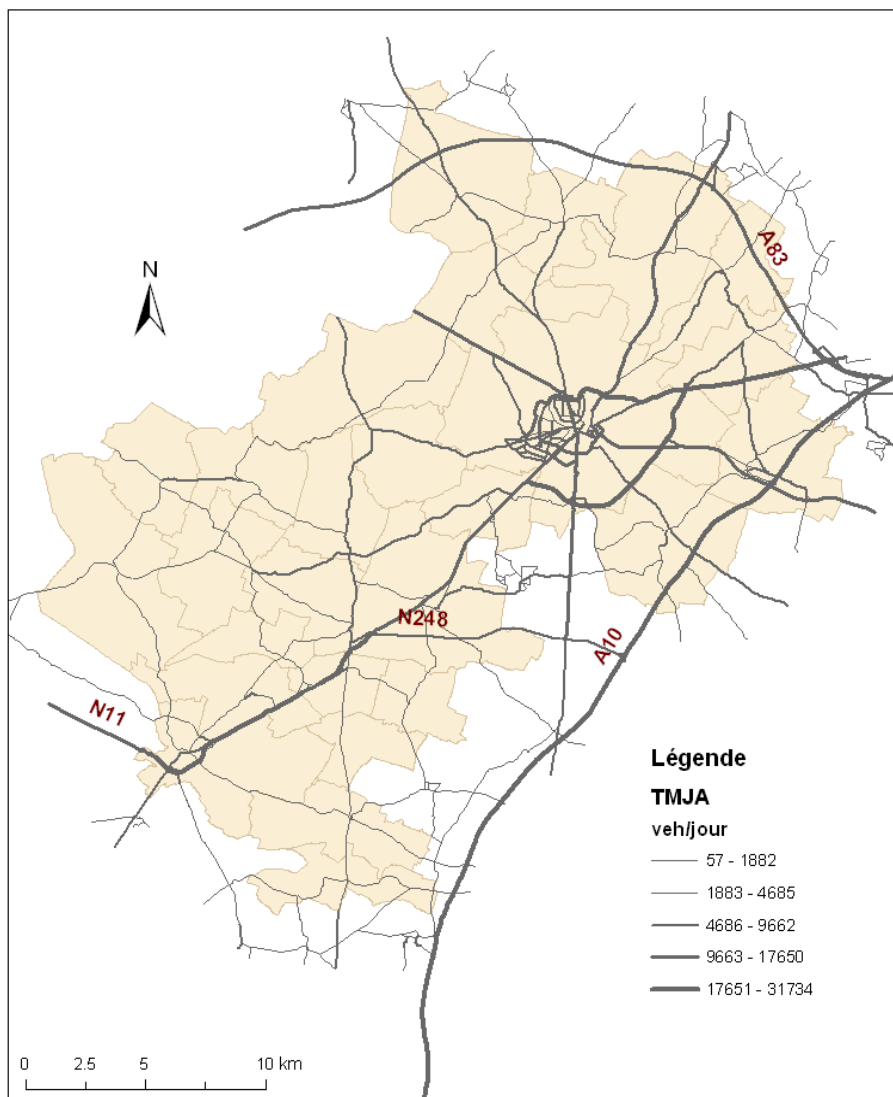 A83
N
N248
A10
N11
Légende
TMJA
veh/jour
57 - 1882
1883 - 4685
4686 - 9662
9663 - 17650
17651 - 31734
0 2.5 5 10 km